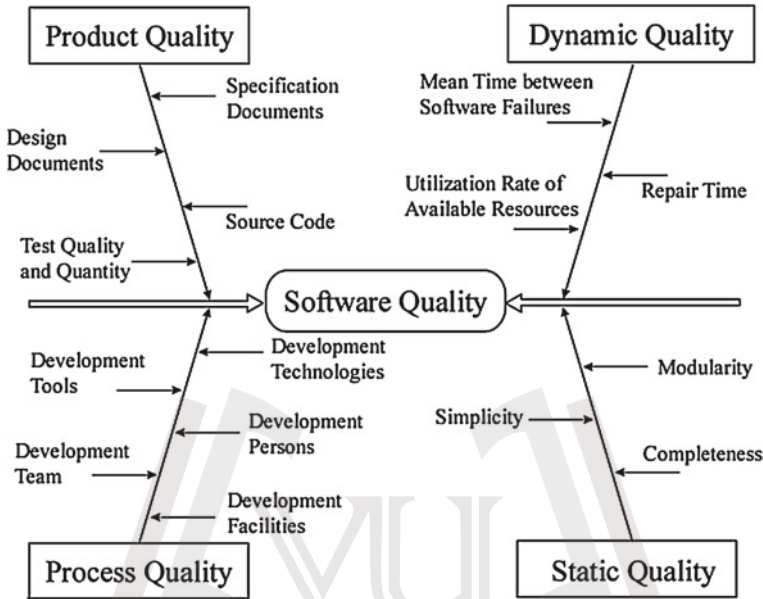 Product Quality
Dynamic Quality
Specification
Documents
Mean Time between
Software Failures
Design
Documents
Utilization Rate of
Available Resources
Repair Time
Source Code
Test Quality
and Quantity
Software Quality
Development
Technologies
Development
Tools
Modularity
Simplicity
Development
Persons
Development
Team
Completeness
Development
Facilities
Process Quality
Static Quality
VU